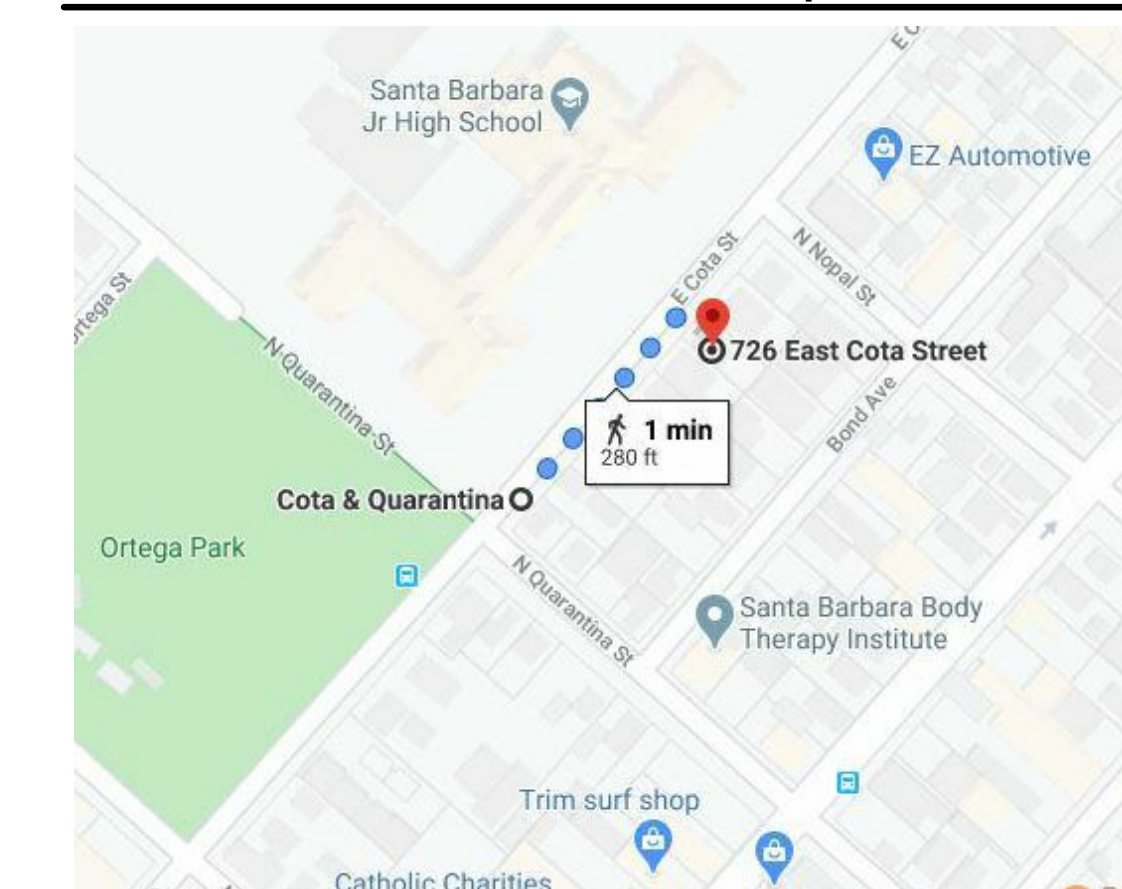 Santa Barbara
Jr High School
EZ Automotive
E Cota St
N Nopal St
726 East Cota Street
N Quarantina St
1 min
280 ft
Bond Ave
Cota & Quarantina
Ortega Park
N Quarantina St
Santa Barbara Body
Therapy Institute
Trim surf shop
Catholic Charities